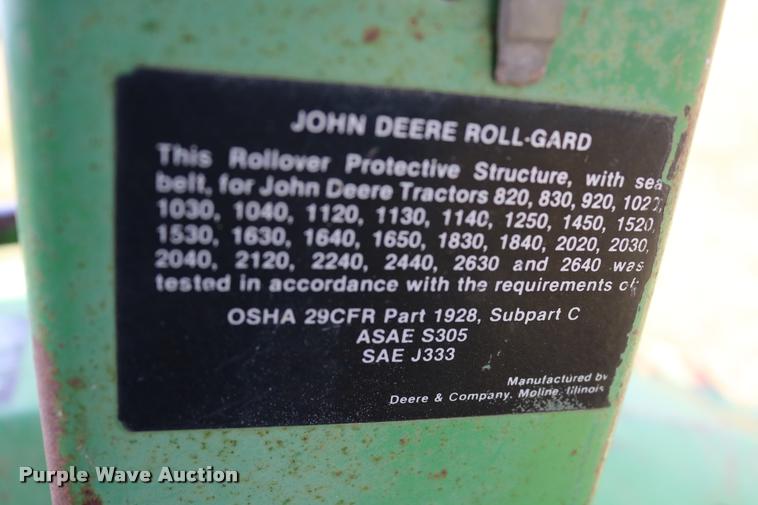 JOHN DEERE ROLL-GARD
This Rollover Protective Structure, with sea
belt, for John Deere Tractors 820, 830, 920, 1020,
1030, 1040, 1120, 1130, 1140, 1250, 1450, 1520,
1530, 1630, 1640, 1650, 1830, 1840, 2020, 2030,
2040, 2120, 2240, 2440, 2630 and 2640 was
tested in accordance with the requirements of:
OSHA 29CFR Part 1928, Subpart C
ASAE S305
SAE J333
Manufactured by
Deere & Company, Moline, Illinois
Purple Wave Auction